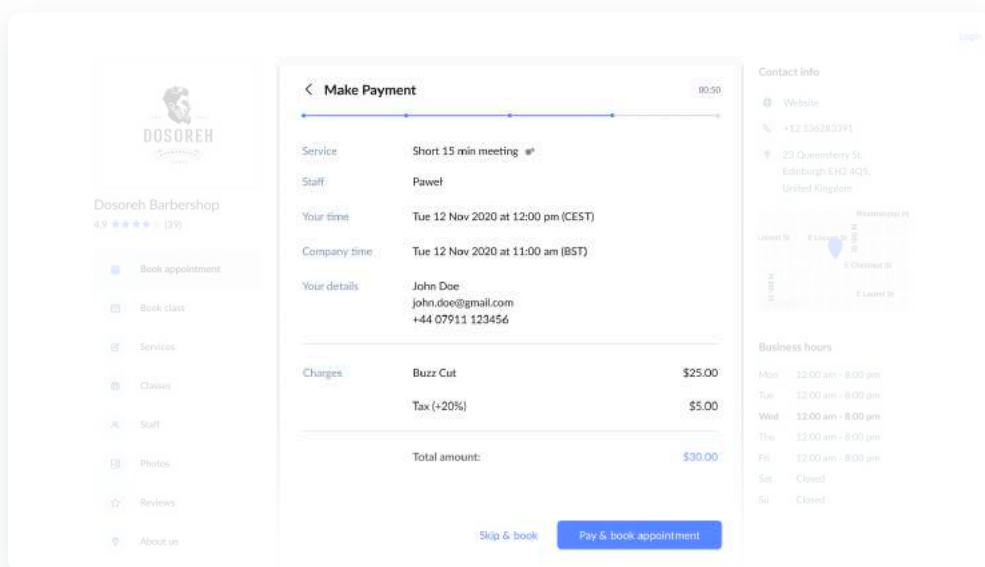 Login
DOSOREH
Dosoreh Barbershop
4.9 (39)
Book appointment
Book class
Services
Classes
Staff
Photos
Reviews
About us
Make Payment
00:50
Service Short 15 min meeting
Staff Paweł
Your time Tue 12 Nov 2020 at 12:00 pm (CEST)
Company time Tue 12 Nov 2020 at 11:00 am (BST)
Your details John Doe
john.doe@gmail.com
+44 07911 123456
Charges Buzz Cut $25.00
Tax (+20%) $5.00
Total amount: $30.00
Skip & book
Pay & book appointment
Contact info
Website
+12 136283391
23 Queensferry St,
Edinburgh EH2 4QS,
United Kingdom
E Chestnut St
E Laurel St
Business hours
Mon 12:00 am - 8:00 pm
Tue 12:00 am - 8:00 pm
Wed 12:00 am - 8:00 pm
Thu 12:00 am - 8:00 pm
Fri 12:00 am - 8:00 pm
Sat Closed
Su Closed